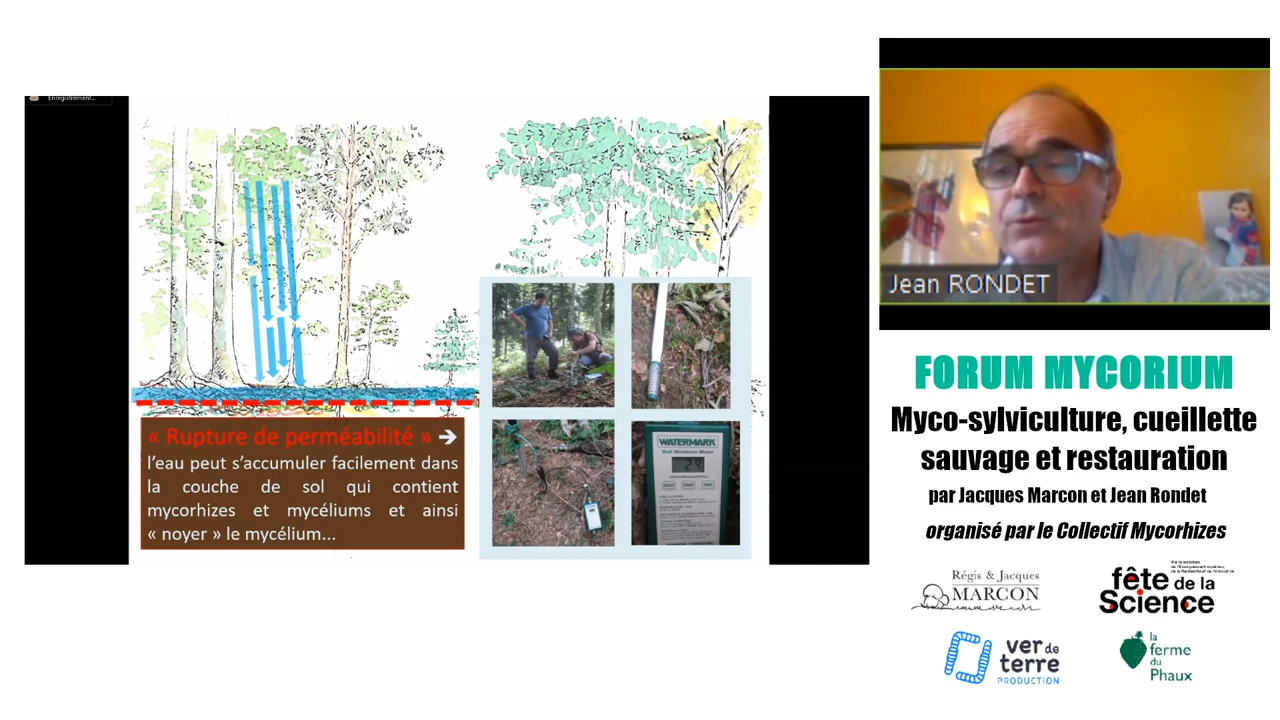 Enregistrement...
« Rupture de perméabilité » →
l'eau peut s'accumuler facilement dans
la couche de sol qui contient
mycorhizes et mycéliums et ainsi
« noyer » le mycélium...
WATERMARK
Soil Moisture Meter
29
Jean RONDET
FORUM MYCORIUM
Myco-sylviculture, cueillette
sauvage et restauration
par Jacques Marcon et Jean Rondet
organisé par le Collectif Mycorhizes
Régis & Jacques
MARCON
fête de la
Science
ver de
terre
PRODUCTION
la
ferme
du
Phaux